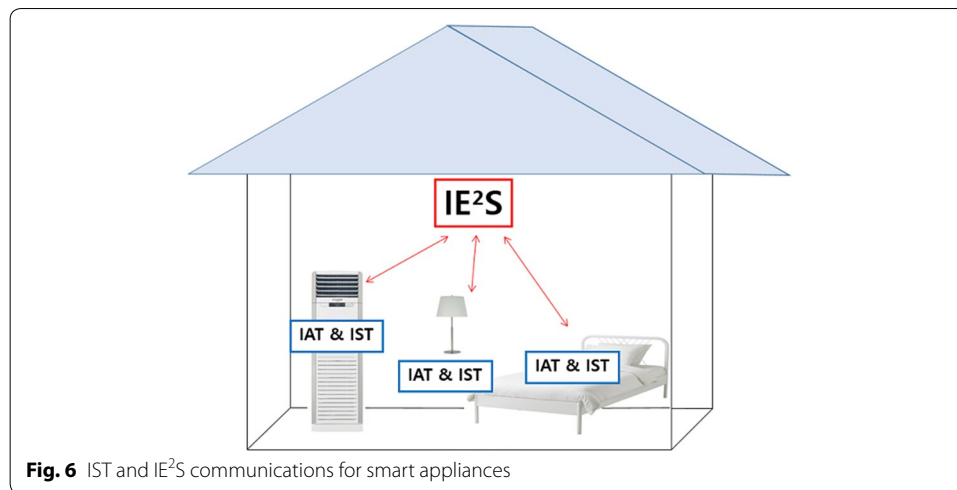 IE²S
IAT & IST
IAT & IST
IAT & IST
Fig. 6 IST and IE²S communications for smart appliances